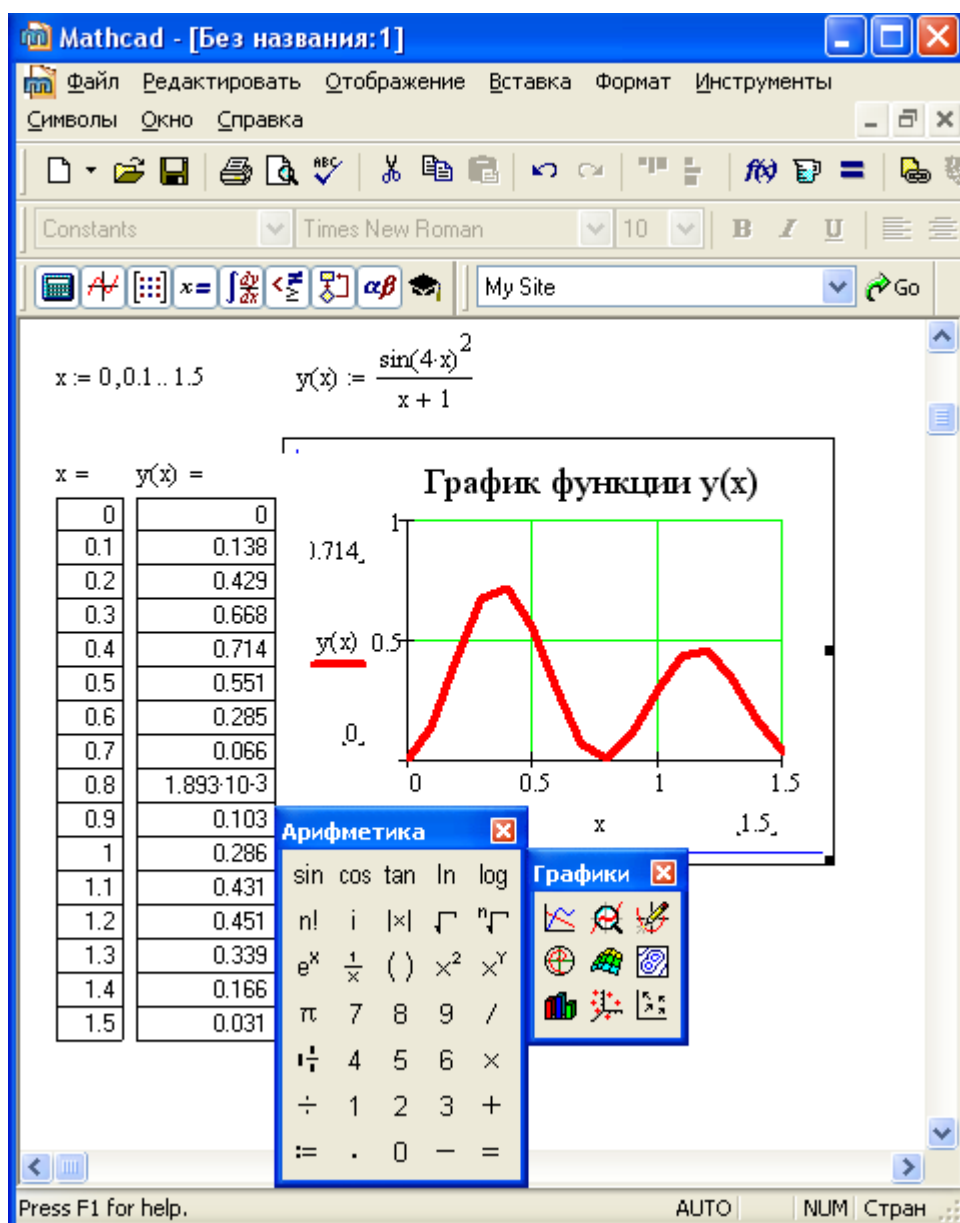 Mathcad - [Без названия:1]
Файл Редактировать Отображение Вставка Формат Инструменты
Символы Окно Справка
Constants Times New Roman 10 B I U
My Site Go
x := 0,0.1.. 1.5 y(x) := sin(4·x)^2 / x + 1
x = y(x) =
0 0
0.1 0.138
0.2 0.429
0.3 0.668
0.4 0.714
0.5 0.551
0.6 0.285
0.7 0.066
0.8 1.893·10-3
0.9 0.103
1 0.286
1.1 0.431
1.2 0.451
1.3 0.339
1.4 0.166
1.5 0.031
График функции y(x)
1
0.714
y(x) 0.5
0
0 0.5 1 1.5
x 1.5
Арифметика
sin cos tan ln log
n! i |×| √ ⁿ√
eˣ 1/x ( ) ×² ×ʸ
π 7 8 9 /
1 1/1 4 5 6 ×
÷ 1 2 3 +
:= . 0 − =
Графики
Press F1 for help. AUTO NUM Стран